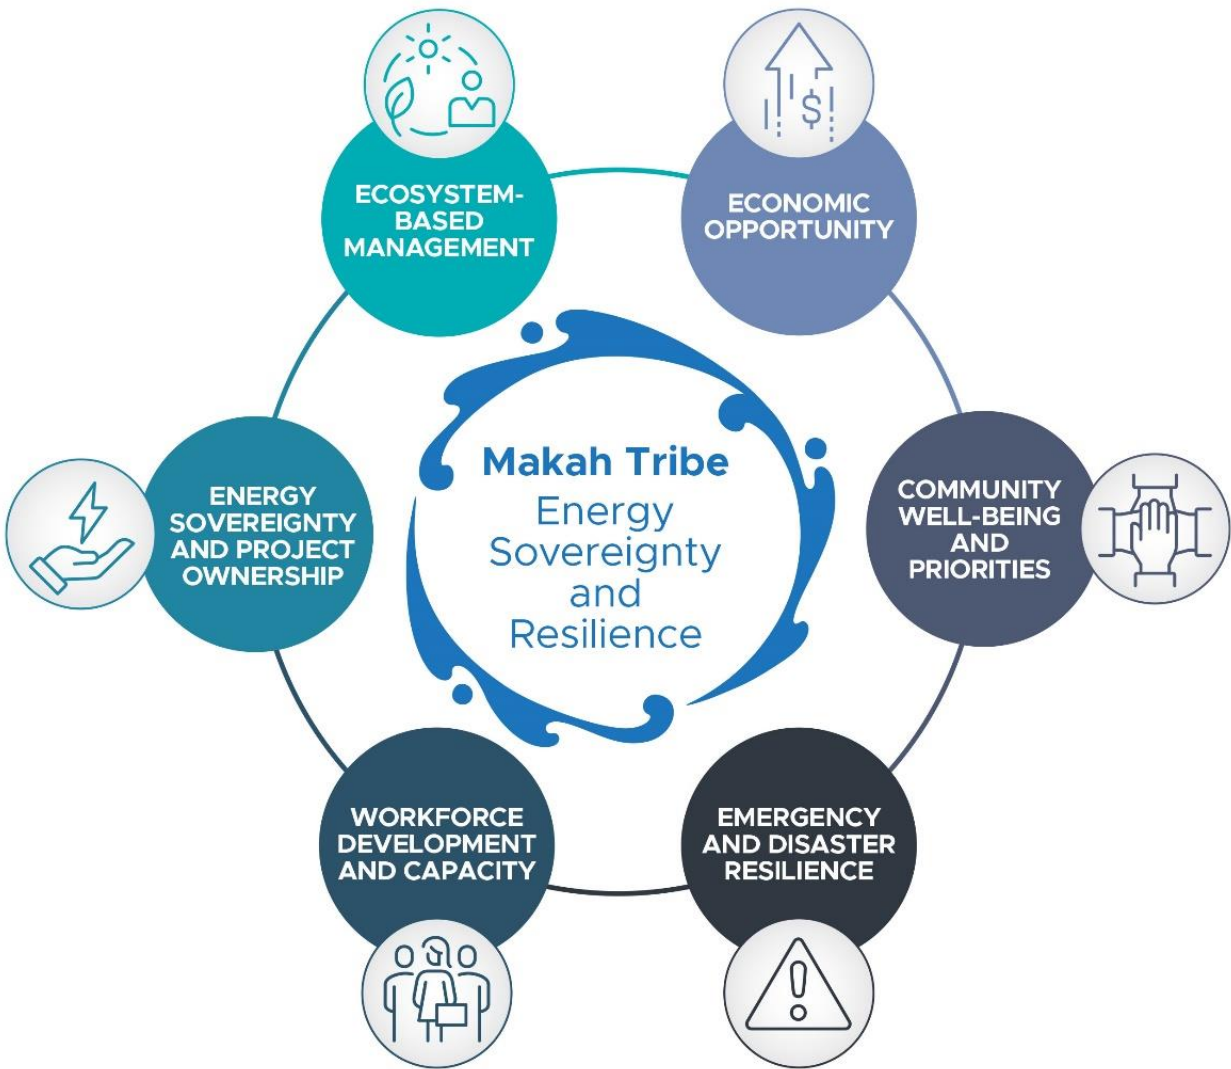 ECOSYSTEM-
BASED
MANAGEMENT
ECONOMIC
OPPORTUNITY
$
ENERGY
SOVEREIGNTY
AND PROJECT
OWNERSHIP
Makah Tribe
Energy
Sovereignty
and
Resilience
COMMUNITY
WELL-BEING
AND
PRIORITIES
WORKFORCE
DEVELOPMENT
AND CAPACITY
EMERGENCY
AND DISASTER
RESILIENCE